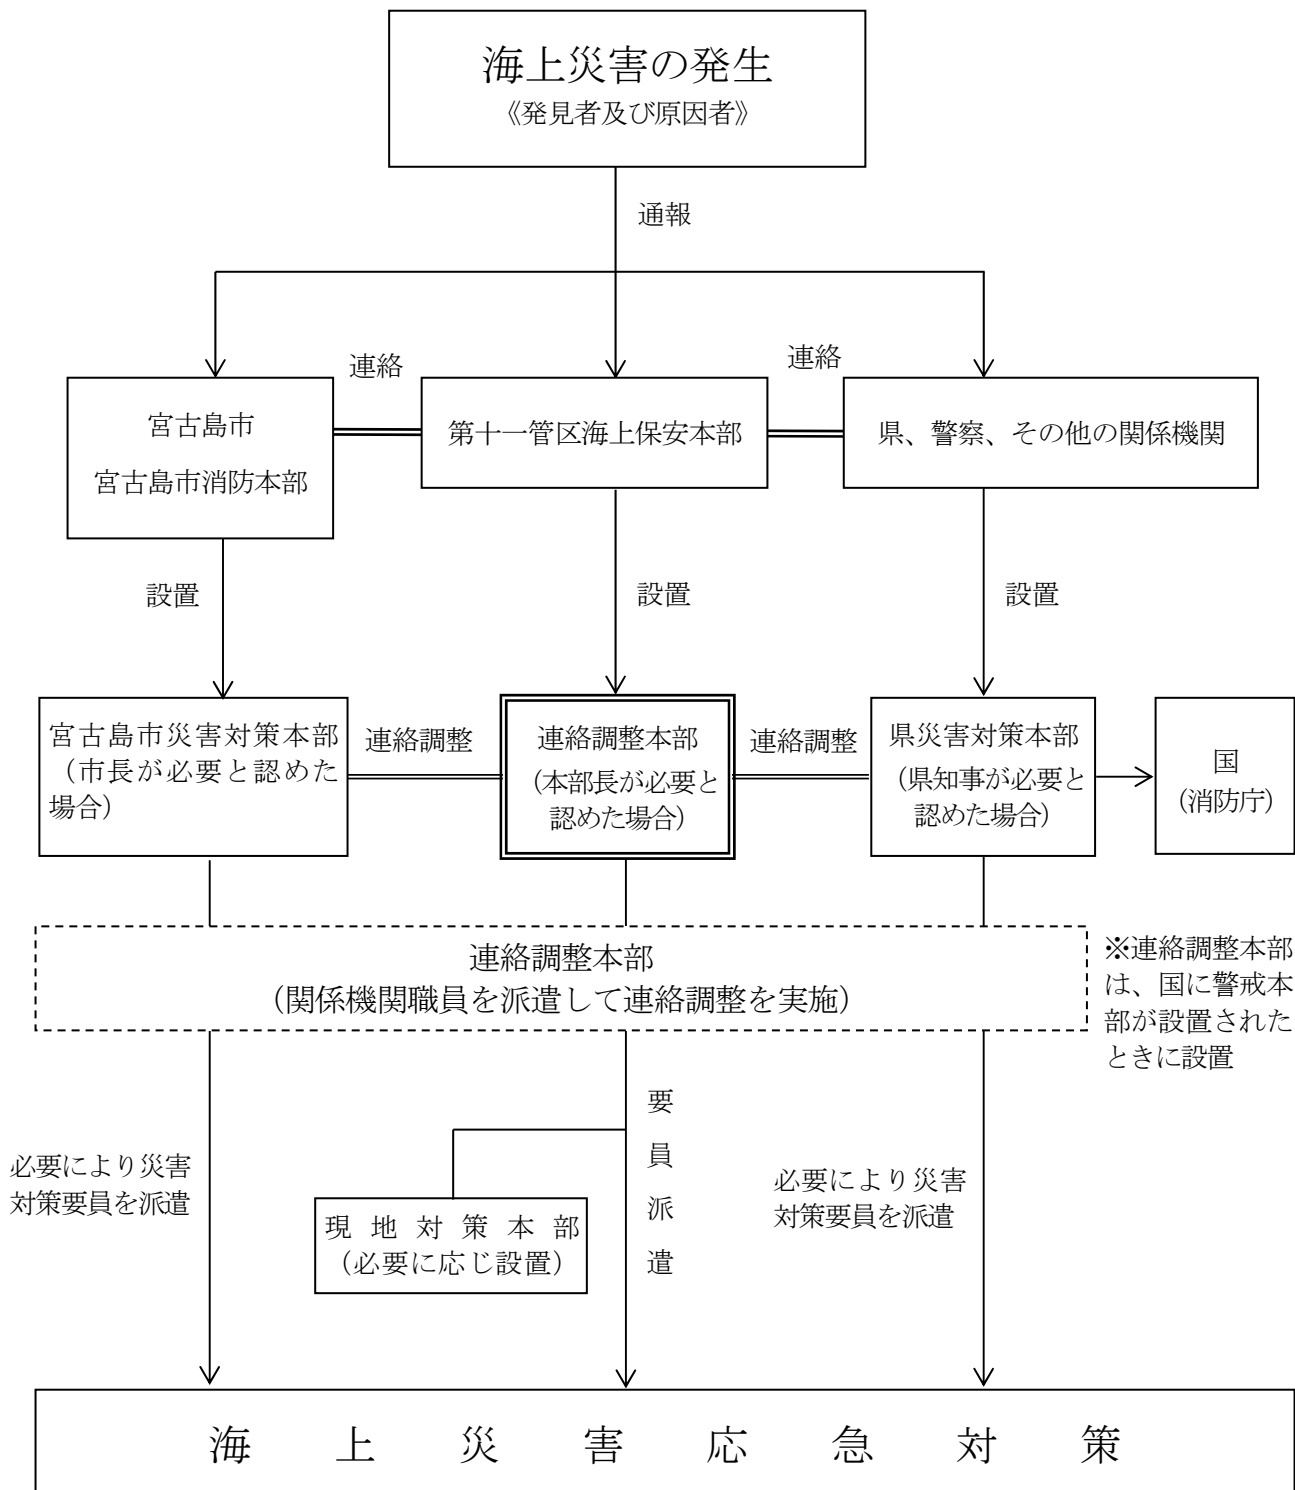 海上災害の発生
《発見者及び原因者》
通報
連絡
連絡
宮古島市
宮古島市消防本部
第十一管区海上保安本部
県、警察、その他の関係機関
設置
設置
設置
宮古島市災害対策本部
（市長が必要と認めた
場合）
連絡調整
連絡調整本部
（本部長が必要と
認めた場合）
連絡調整
県災害対策本部
（県知事が必要と
認めた場合）
国
（消防庁）
連絡調整本部
（関係機関職員を派遣して連絡調整を実施）
※連絡調整本部
は、国に警戒本
部が設置された
ときに設置
必要により災害
対策要員を派遣
現地対策本部
（必要に応じ設置）
要員派遣
必要により災害
対策要員を派遣
海上災害応急対策